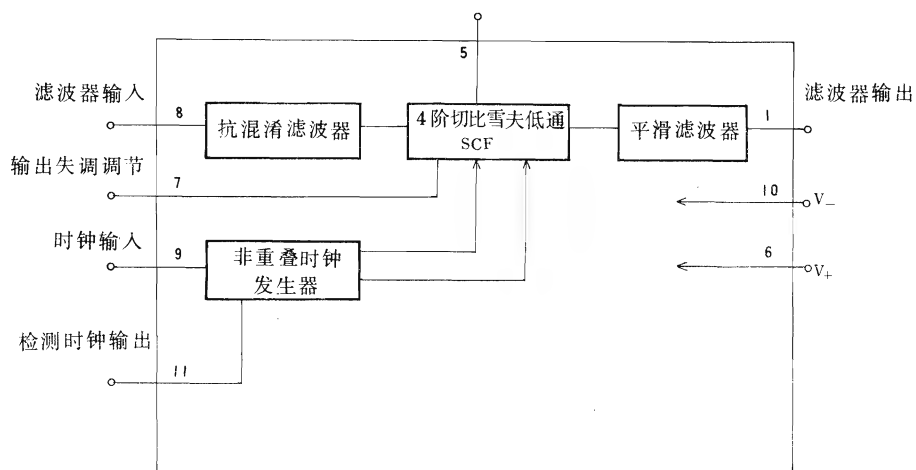 5
滤波器输入
8
抗混淆滤波器
4阶切比雪夫低通
SCF
平滑滤波器
1
滤波器输出
输出失调调节
7
10
V−
时钟输入
9
非重叠时钟
发生器
6
V+
检测时钟输出
11